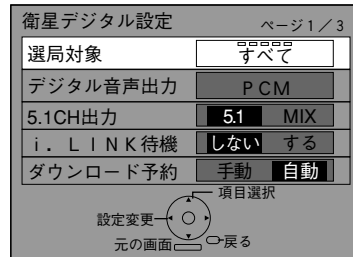 衛星デジタル設定 ページ1/3
選局対象 すべて
デジタル音声出力 PCM
5.1CH出力 5.1 MIX
i.LINK待機 しない する
ダウンロード予約 手動 自動
項目選択
設定変更
元の画面 戻る